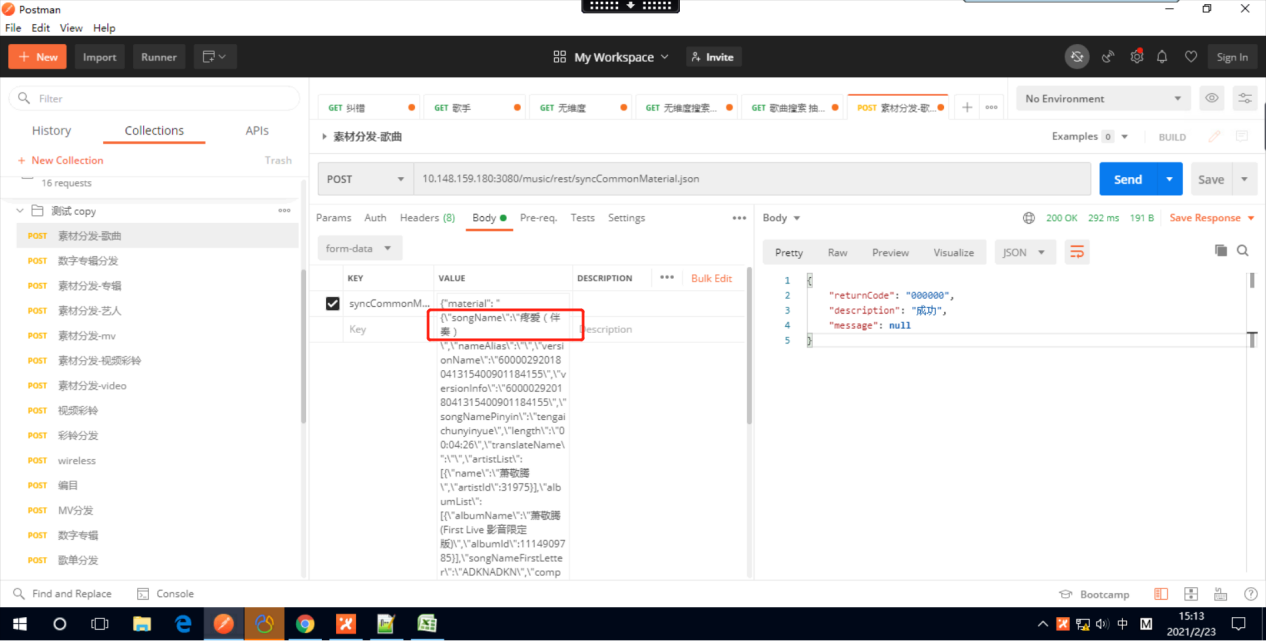 Postman
File Edit View Help
New Import Runner My Workspace Invite Sign In
Filter
History Collections APIs
New Collection Trash
16 requests
测试 copy
POST 素材分发-歌曲
POST 数字专辑分发
POST 素材分发-专辑
POST 素材分发-艺人
POST 素材分发-mv
POST 素材分发-视频彩铃
POST 素材分发-video
POST 视频彩铃
POST 彩铃分发
POST wireless
POST 编目
POST MV分发
POST 数字专辑
POST 歌单分发
GET 纠错 GET 歌手 GET 无维度 GET 无维度搜索... GET 歌曲搜索 抽... POST 素材分发-歌...
No Environment
素材分发-歌曲
Examples 0 BUILD
POST 10.148.159.180:3080/music/rest/syncCommonMaterial.json Send Save
Params Auth Headers (8) Body Pre-req. Tests Settings
form-data
KEY VALUE DESCRIPTION Bulk Edit
syncCommonM... {"material": "
{\"songName\":\"疼爱（伴
奏）
\",\"nameAlias\":\"\",\"versi
onName\":\"60000292018
041315400901184155\",\"v
ersionInfo\":\"6000029201
8041315400901184155\",\"
songNamePinyin\":\"tengai
chunyinyue\",\"length\":\"0
0:04:26\",\"translateName\
":\"\",\"artistList\":
[{\"name\":\"萧敬腾
\",\"artistId\":31975}],\"alb
umList\":
[{\"albumName\":\"萧敬腾
(First Live 影音限定
版)\",\"albumId\":11149097
85}],\"songNameFirstLette
r\":\"ADKNADKN\",\"comp
Key Description
Body 200 OK 292 ms 191 B Save Response
Pretty Raw Preview Visualize JSON
1 {
2 "returnCode": "000000",
3 "description": "成功",
4 "message": null
5 }
Find and Replace Console Bootcamp
中 M
15:13
2021/2/23